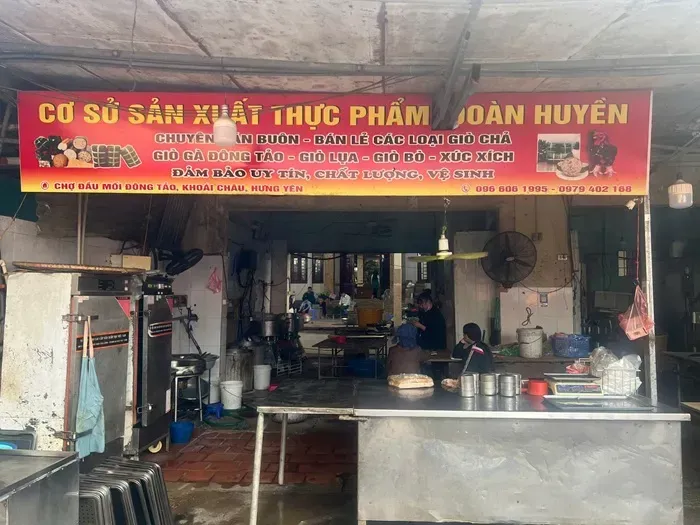 CƠ SỞ SẢN XUẤT THỰC PHẨM HOÀN HUYỀN
CHUYÊN BÁN BUÔN - BÁN LẺ CÁC LOẠI GIÒ CHẢ
GIÒ GÀ ĐÔNG TẢO - GIÒ LỤA - GIÒ BÒ - XÚC XÍCH
ĐẢM BẢO UY TÍN, CHẤT LƯỢNG, VỆ SINH
CHỢ ĐẦU MỐI ĐÔNG TẢO, KHOÁI CHÂU, HƯNG YÊN
096 606 1995 - 0979 402 168